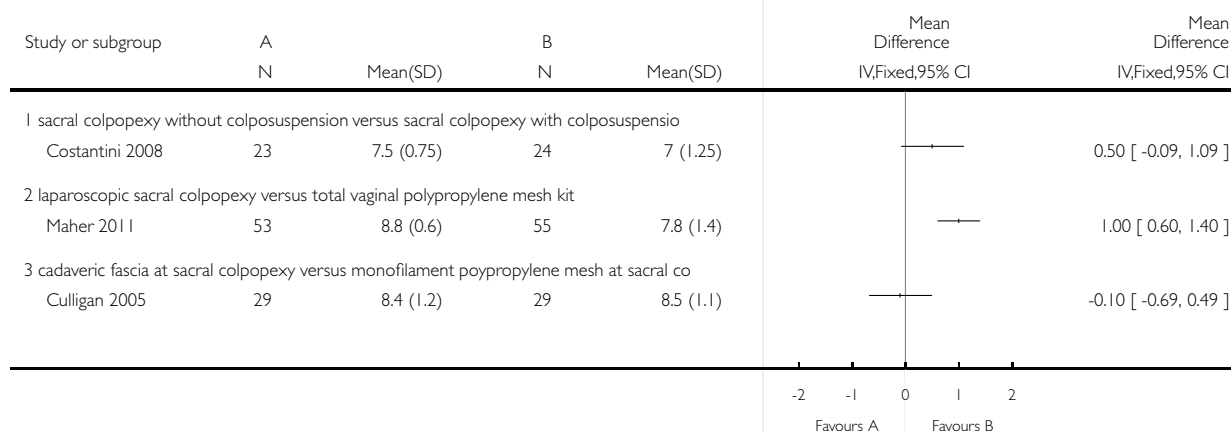 Mean Mean
Study or subgroup A B Difference Difference
N Mean(SD) N Mean(SD) IV,Fixed,95% CI IV,Fixed,95% CI
1 sacral colpopexy without colposuspension versus sacral colpopexy with colposuspensio
Costantini 2008 23 7.5 (0.75) 24 7 (1.25) 0.50 [ -0.09, 1.09 ]
2 laparoscopic sacral colpopexy versus total vaginal polypropylene mesh kit
Maher 2011 53 8.8 (0.6) 55 7.8 (1.4) 1.00 [ 0.60, 1.40 ]
3 cadaveric fascia at sacral colpopexy versus monofilament poypropylene mesh at sacral co
Culligan 2005 29 8.4 (1.2) 29 8.5 (1.1) -0.10 [ -0.69, 0.49 ]
-2 -1 0 1 2
Favours A Favours B